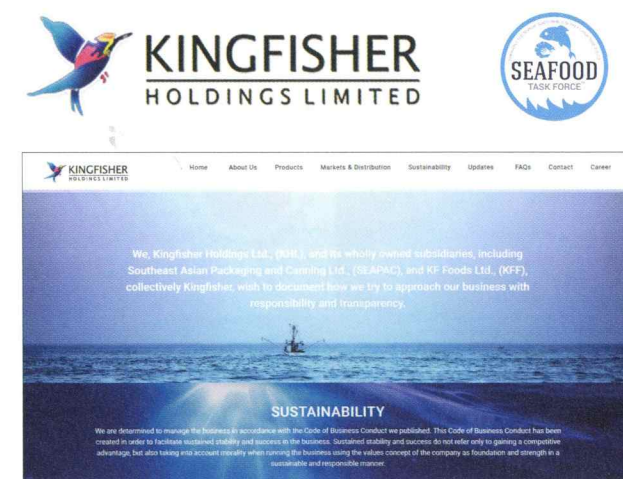 KINGFISHER
HOLDINGS LIMITED
SEAFOOD
TASK FORCE
KINGFISHER
HOLDINGS LIMITED
Home About Us Products Markets & Distribution Sustainability Updates FAQs Contact Career
We, Kingfisher Holdings Ltd., (KHL), and its wholly owned subsidiaries, including
Southeast Asian Packaging and Canning Ltd., (SEAPAC), and KF Foods Ltd., (KFF),
collectively Kingfisher, wish to document how we try to approach our business with
responsibility and transparency.
SUSTAINABILITY
We are determined to manage the business in accordance with the Code of Business Conduct we published. This Code of Business Conduct has been
created in order to facilitate sustained stability and success in the business. Sustained stability and success do not refer only to gaining a competitive
advantage, but also taking into account morality when running the business using the values concept of the company as foundation and strength in a
sustainable and responsible manner.